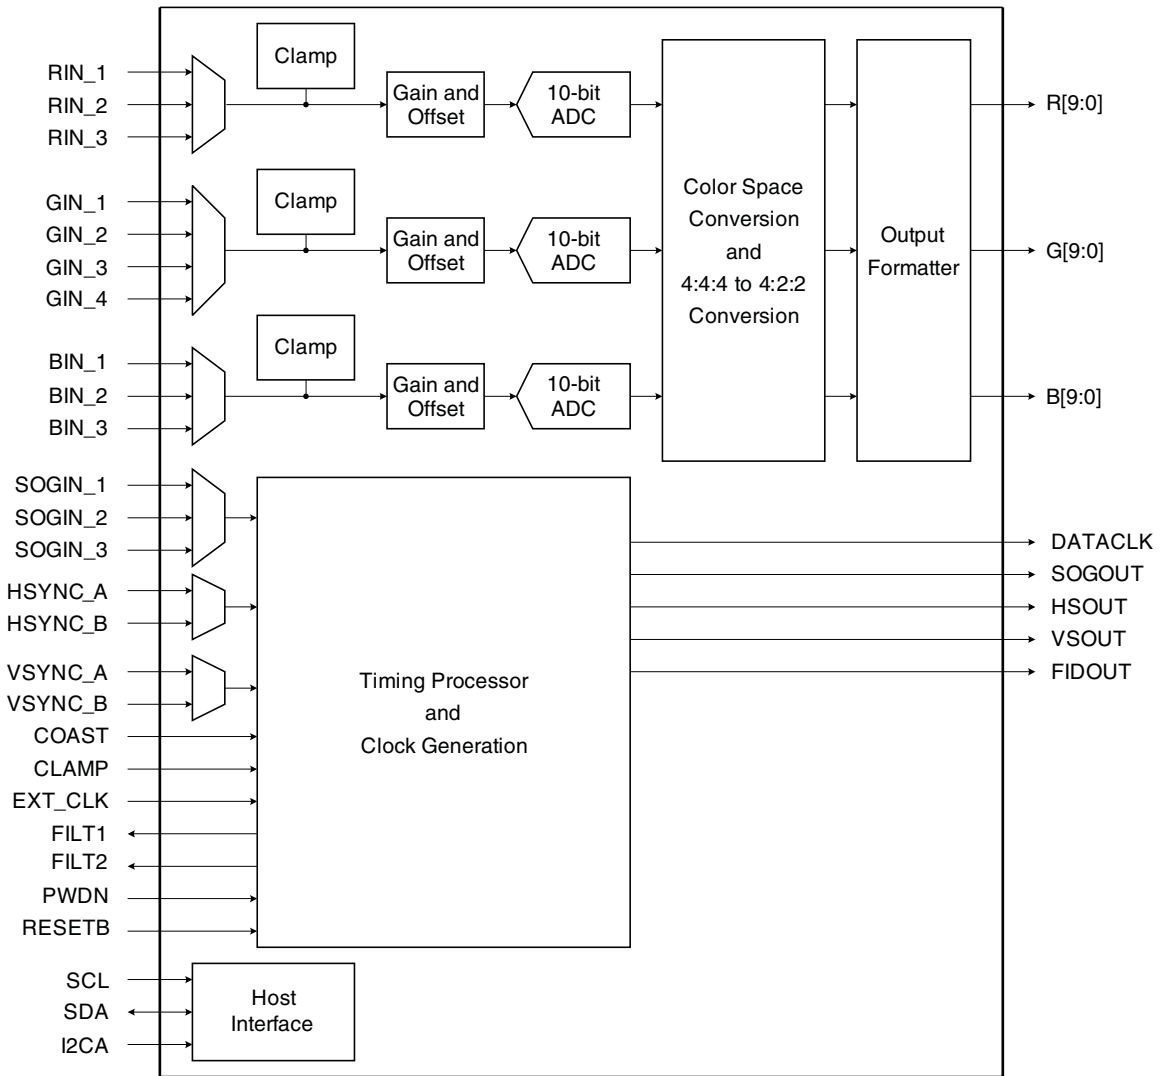 RIN_1
RIN_2
RIN_3
Clamp
Gain and
Offset
10-bit
ADC
GIN_1
GIN_2
GIN_3
GIN_4
Clamp
Gain and
Offset
10-bit
ADC
BIN_1
BIN_2
BIN_3
Clamp
Gain and
Offset
10-bit
ADC
Color Space
Conversion
and
4:4:4 to 4:2:2
Conversion
Output
Formatter
R[9:0]
G[9:0]
B[9:0]
SOGIN_1
SOGIN_2
SOGIN_3
HSYNC_A
HSYNC_B
VSYNC_A
VSYNC_B
COAST
CLAMP
EXT_CLK
FILT1
FILT2
PWDN
RESETB
Timing Processor
and
Clock Generation
DATACLK
SOGOUT
HSOUT
VSOUT
FIDOUT
SCL
SDA
I2CA
Host
Interface